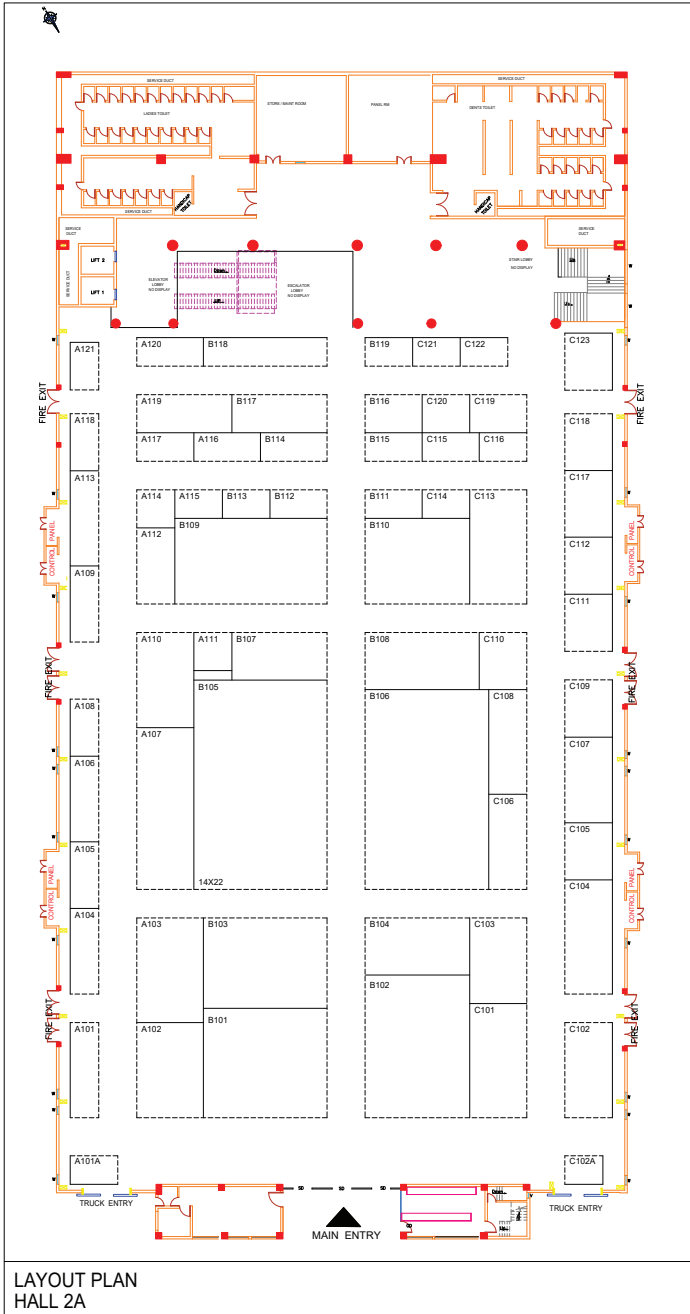 SERVICE DUCT
SERVICE DUCT
STORE / MAINT ROOM
PANEL RM
LADIES TOILET
GENTS TOILET
HANDICAP
TOILET
HANDICAP
TOILET
SERVICE DUCT
SERVICE
DUCT
SERVICE
DUCT
LIFT 2
SERVICE DUCT
LIFT 1
ELEVATOR
LOBBY
NO DISPLAY
ESCALATOR
LOBBY
NO DISPLAY
STAIR LOBBY
NO DISPLAY
A121
A120
B118
B119
C121
C122
C123
FIRE EXIT
FIRE EXIT
A119
B117
B116
C120
C119
A118
C118
A117
A116
B114
B115
C115
C116
A113
C117
A114
A115
B113
B112
B111
C114
C113
B109
B110
A112
CONTROL PANEL
CONTROL PANEL
C112
A109
C111
A110
A111
B107
B108
C110
FIRE EXIT
FIRE EXIT
B105
C109
B106
C108
A108
A107
C107
A106
C106
C105
A105
14X22
C104
CONTROL PANEL
CONTROL PANEL
A104
A103
B103
B104
C103
B102
FIRE EXIT
FIRE EXIT
C101
B101
A102
A101
C102
A101A
C102A
SD
SD
SD
TRUCK ENTRY
TRUCK ENTRY
MAIN ENTRY
LAYOUT PLAN
HALL 2A